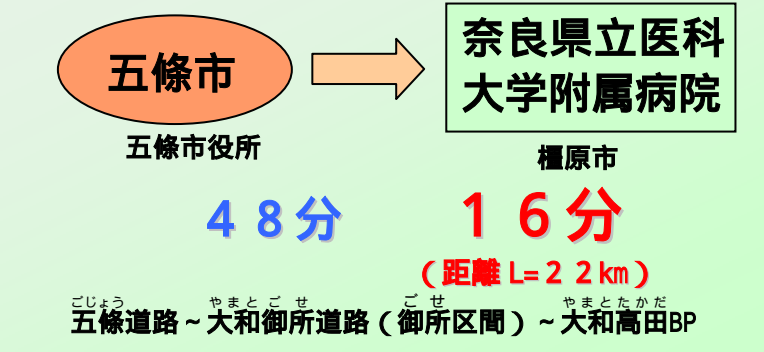 五條市
奈良県立医科
大学附属病院
五條市役所
橿原市
４８分
１６分
（距離 L=２２km）
ごじょう やまとごせ ごせ やまとたかだ
五條道路～大和御所道路（御所区間）～大和高田BP